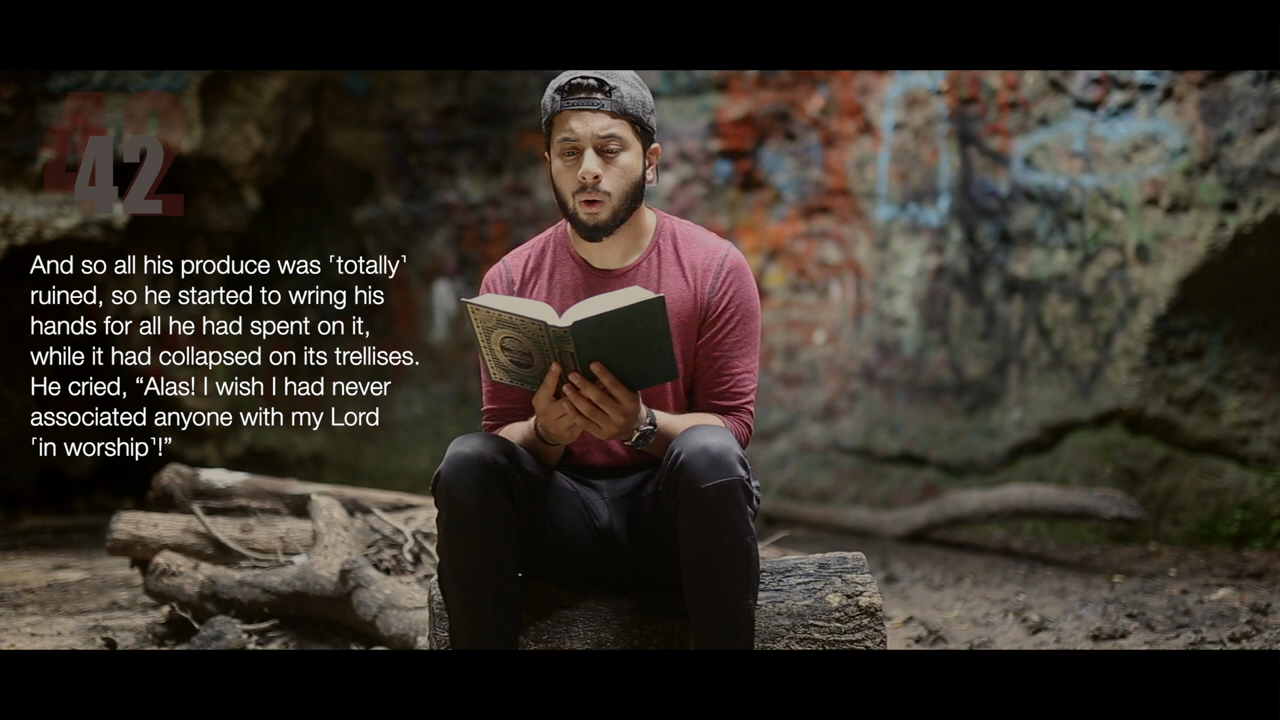 42
And so all his produce was ˹totally˺
ruined, so he started to wring his
hands for all he had spent on it,
while it had collapsed on its trellises.
He cried, “Alas! I wish I had never
associated anyone with my Lord
˹in worship˺!”